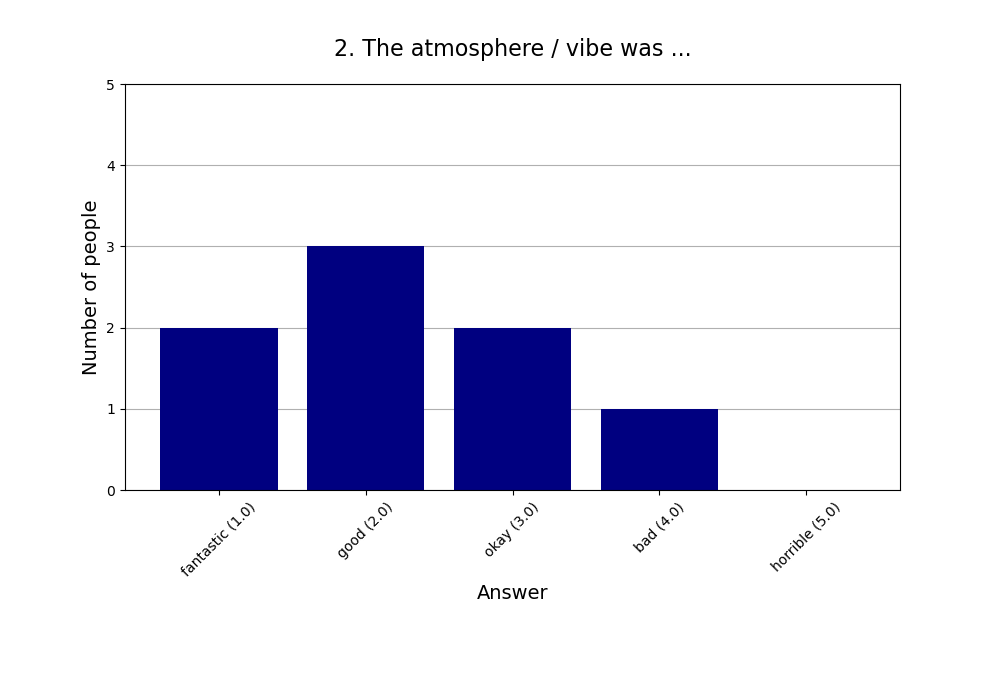 2. The atmosphere / vibe was ...
5
4
3
2
1
0
Number of people
fantastic (1.0)
good (2.0)
okay (3.0)
bad (4.0)
horrible (5.0)
Answer